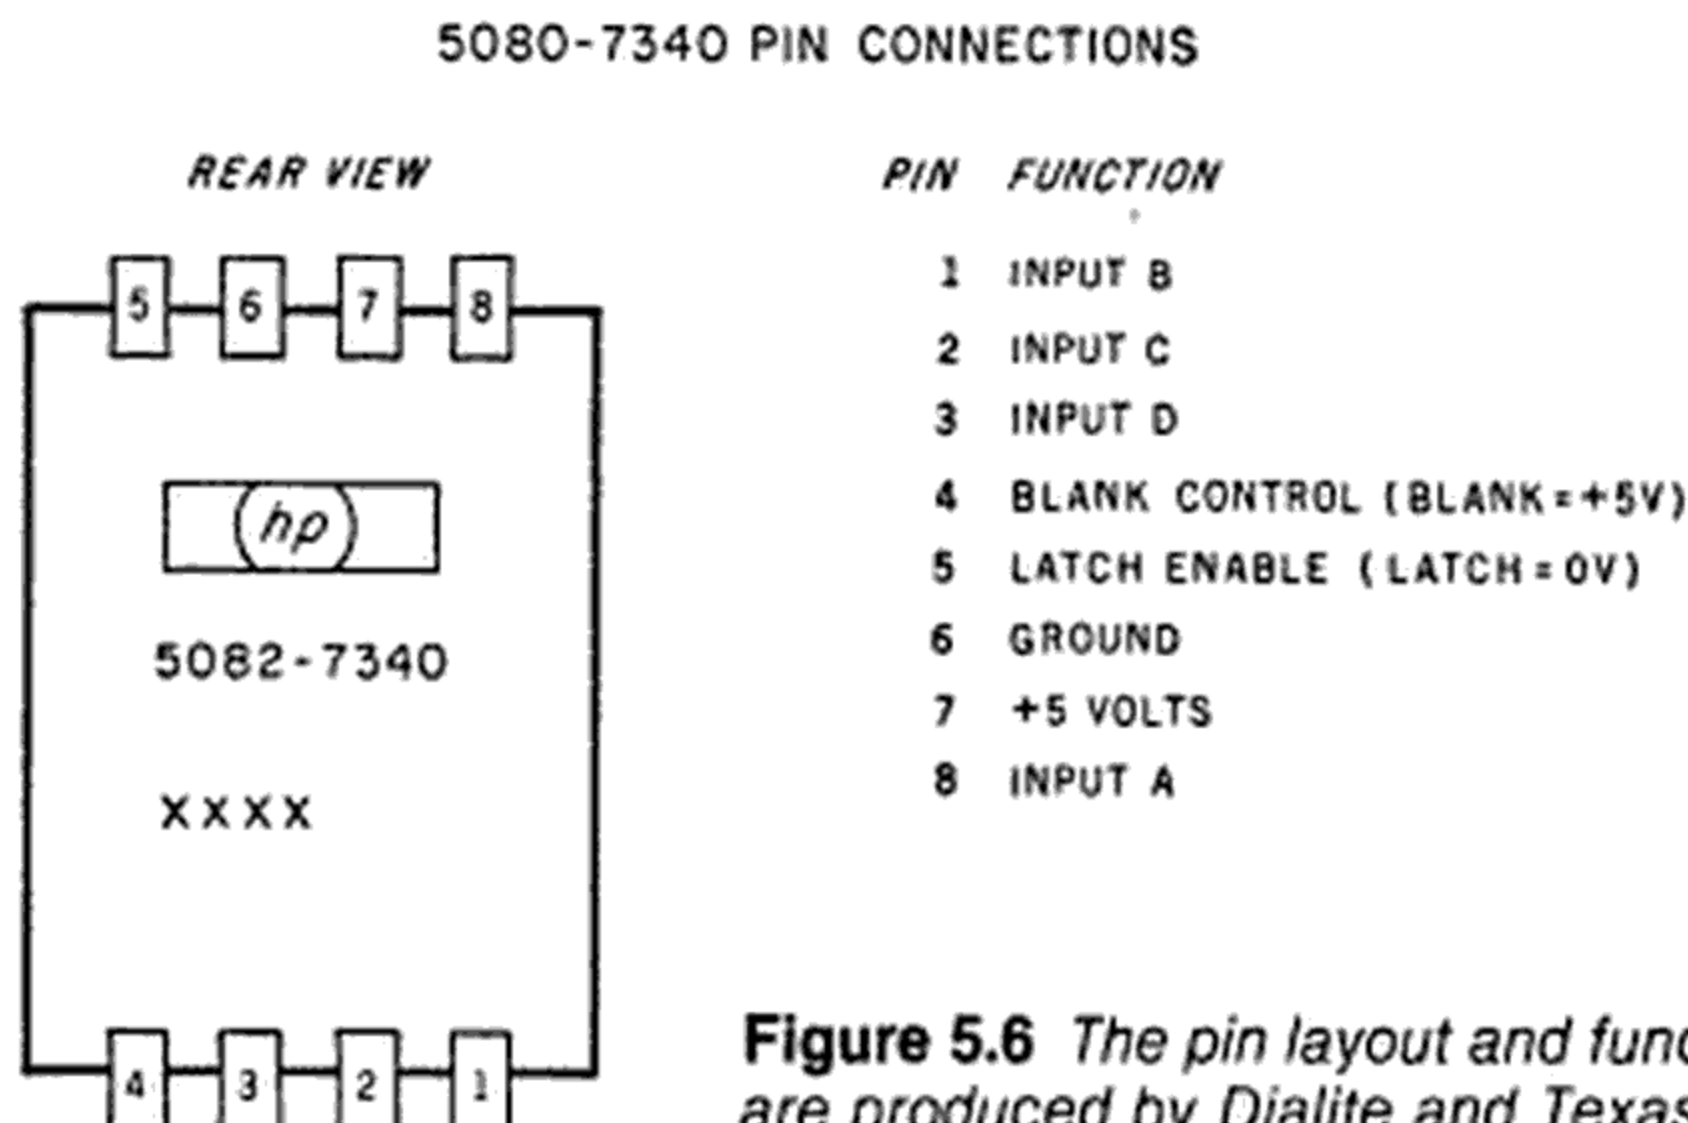 5080-7340 PIN CONNECTIONS
REAR VIEW
5 6 7 8
hp
5082-7340
XXXX
4 3 2 1
PIN FUNCTION
1 INPUT B
2 INPUT C
3 INPUT D
4 BLANK CONTROL (BLANK=+5V)
5 LATCH ENABLE (LATCH=0V)
6 GROUND
7 +5 VOLTS
8 INPUT A
Figure 5.6 The pin layout and func
are produced by Dialite and Texas